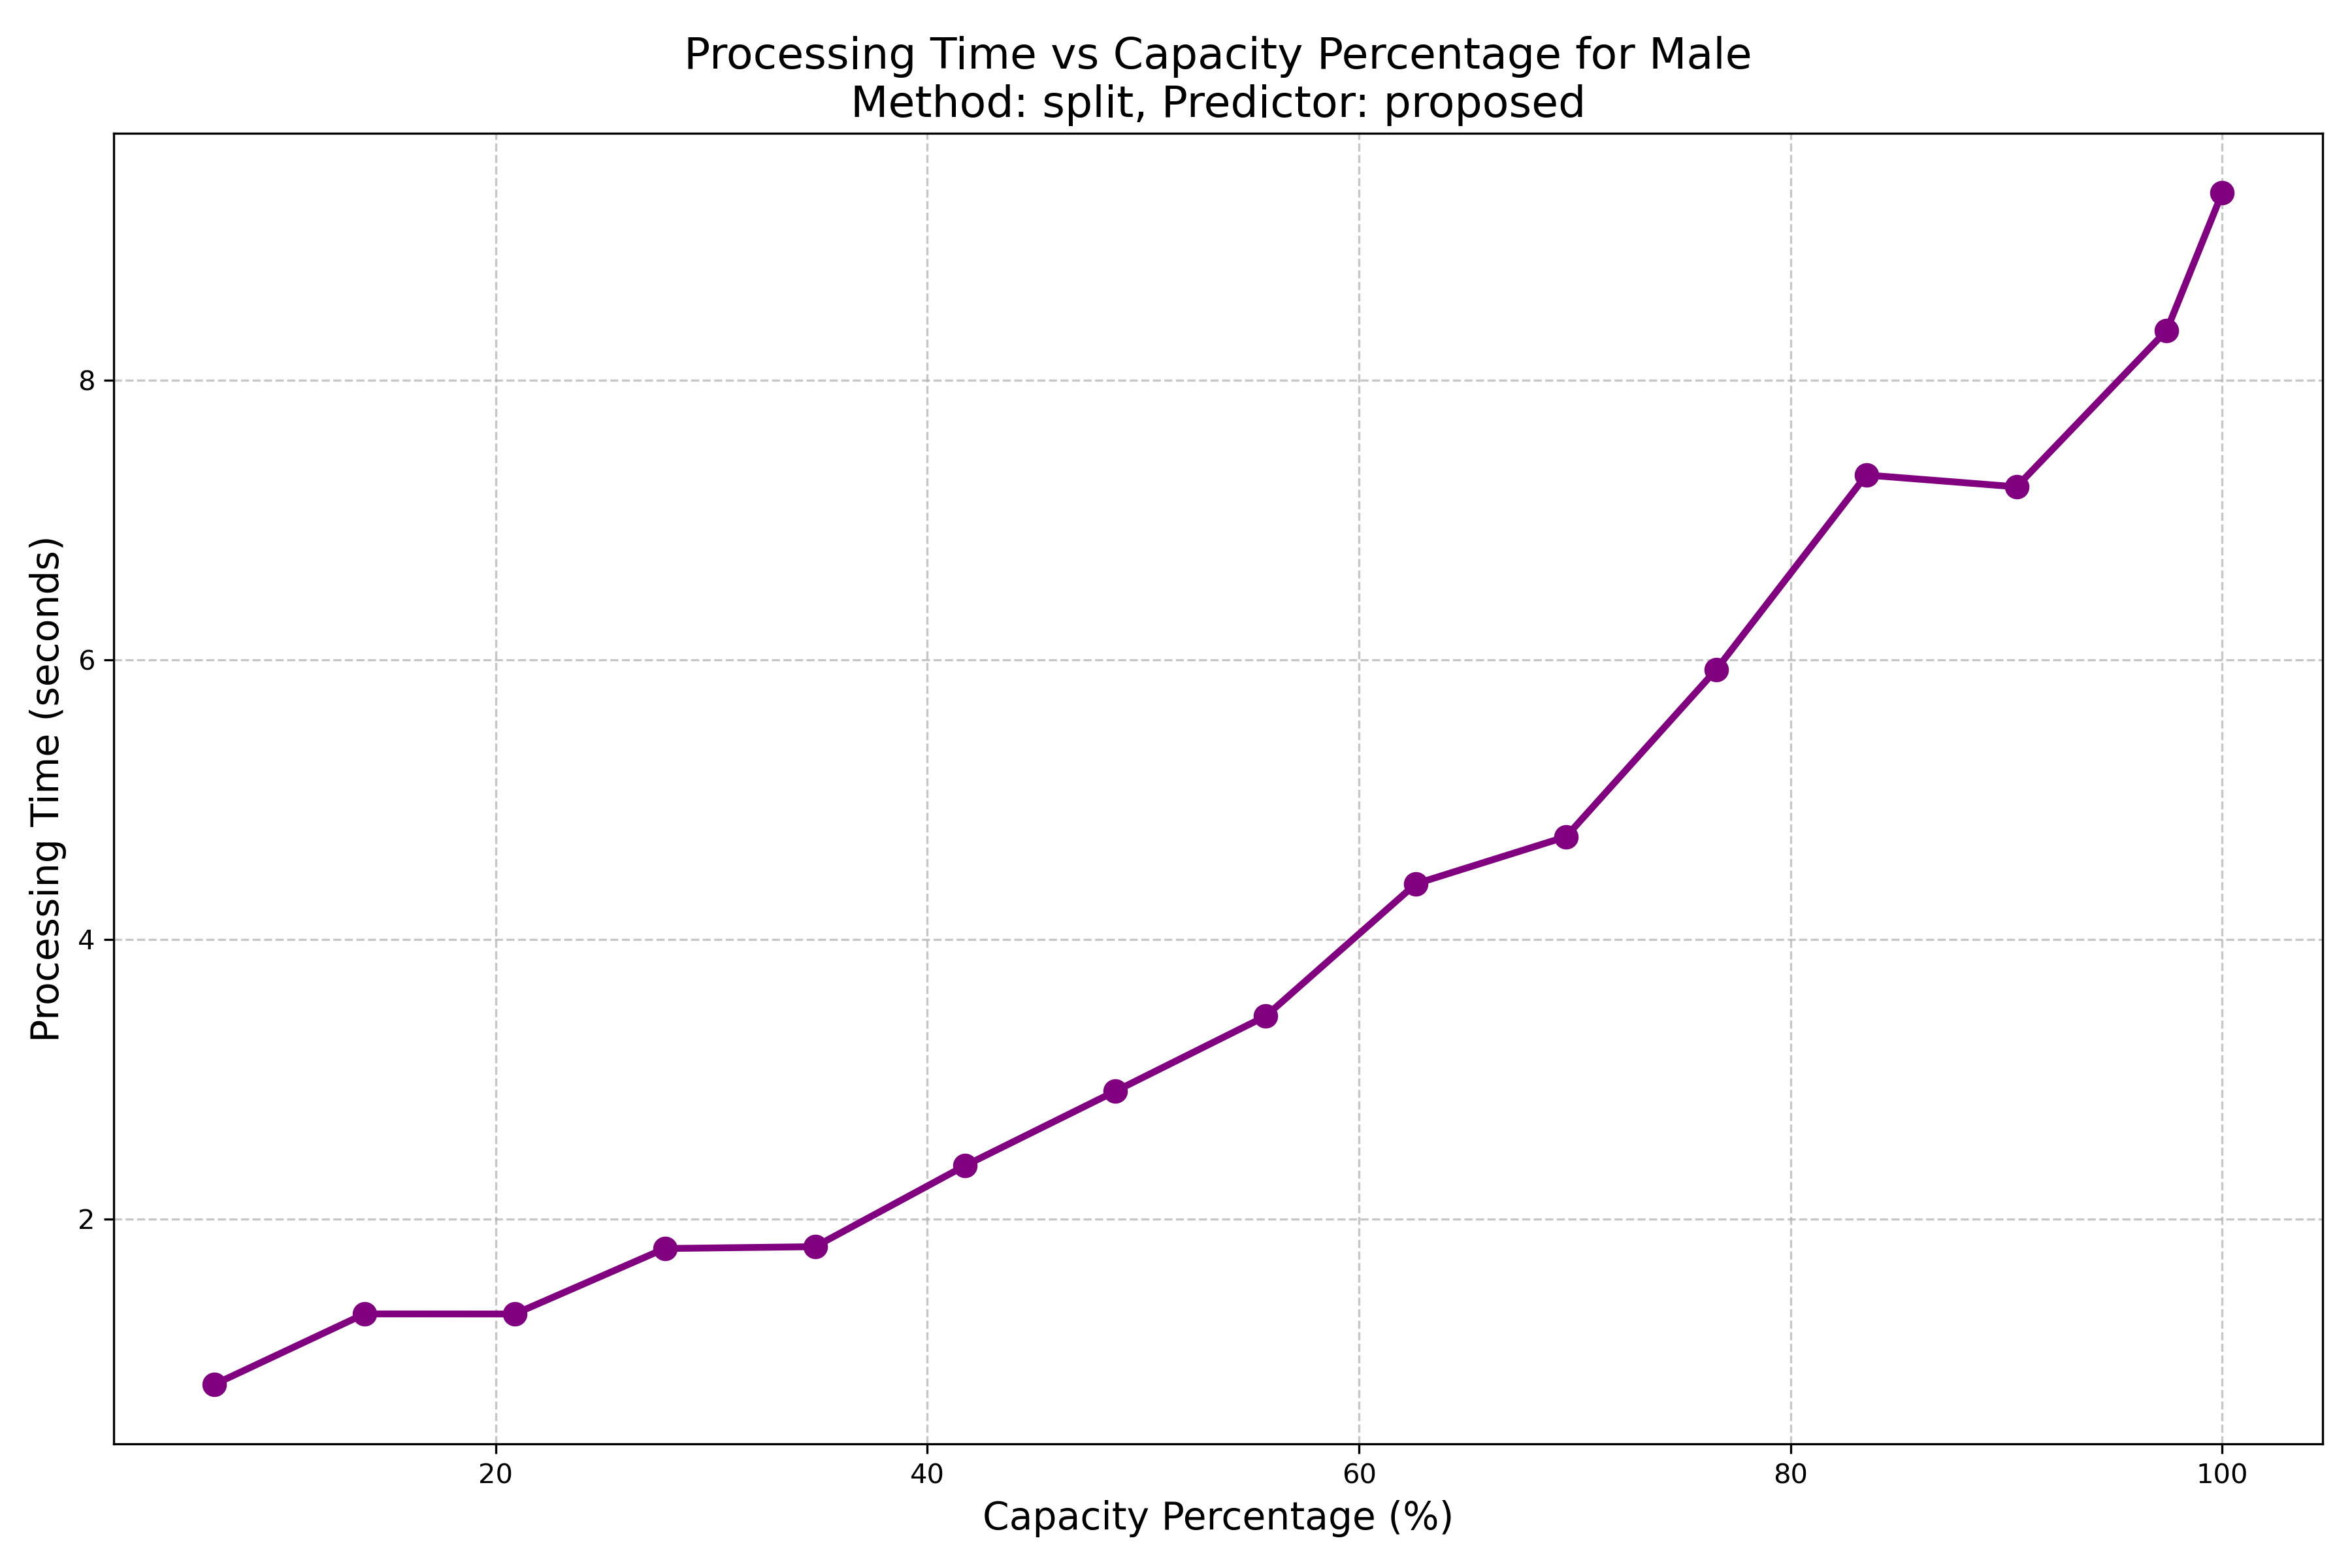 Processing Time vs Capacity Percentage for Male
Method: split, Predictor: proposed
Processing Time (seconds)
8
6
4
2
20 40 60 80 100
Capacity Percentage (%)